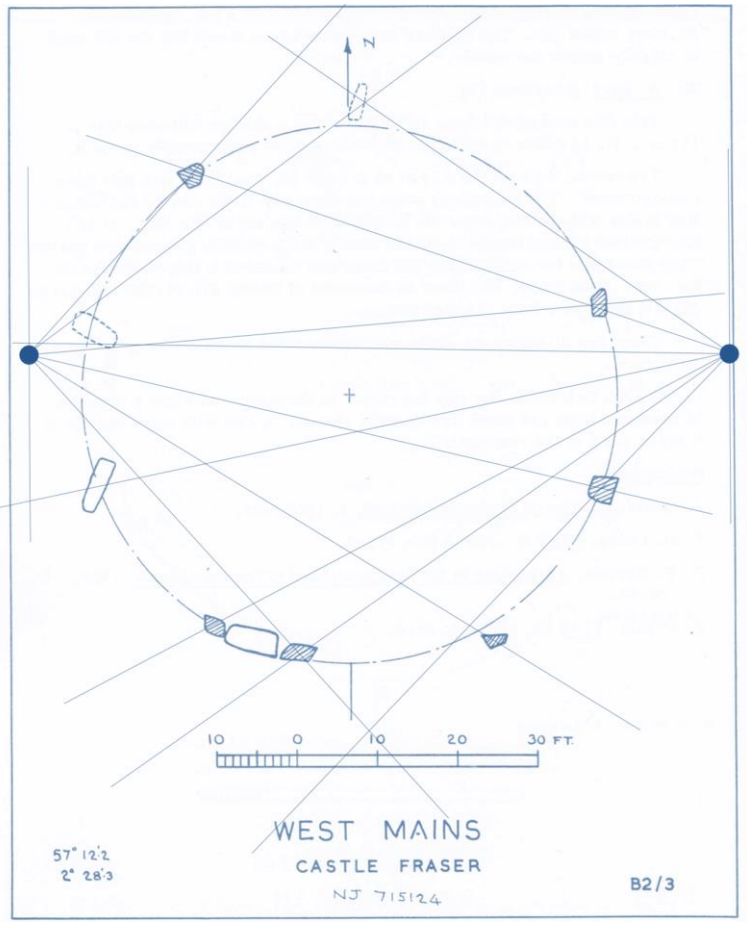 N
10 0 10 20 30 FT.
WEST MAINS
CASTLE FRASER
57° 12'.2
2° 28'.3
B2/3
NJ 715124